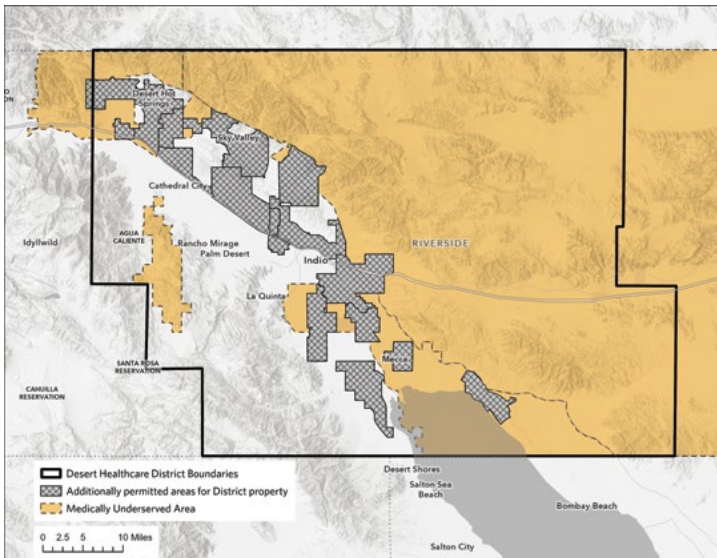 Desert Hot
Springs
Sky Valley
Cathedral City
Idyllwild
AGUA
CALIENTE
Rancho Mirage
Palm Desert
Indio
RIVERSIDE
La Quinta
SANTA ROSA
RESERVATION
Mecca
CAHUILLA
RESERVATION
Desert Shores
Salton Sea
Beach
Bombay Beach
Salton City
Desert Healthcare District Boundaries
Additionally permitted areas for District property
Medically Underserved Area
0 2.5 5 10 Miles